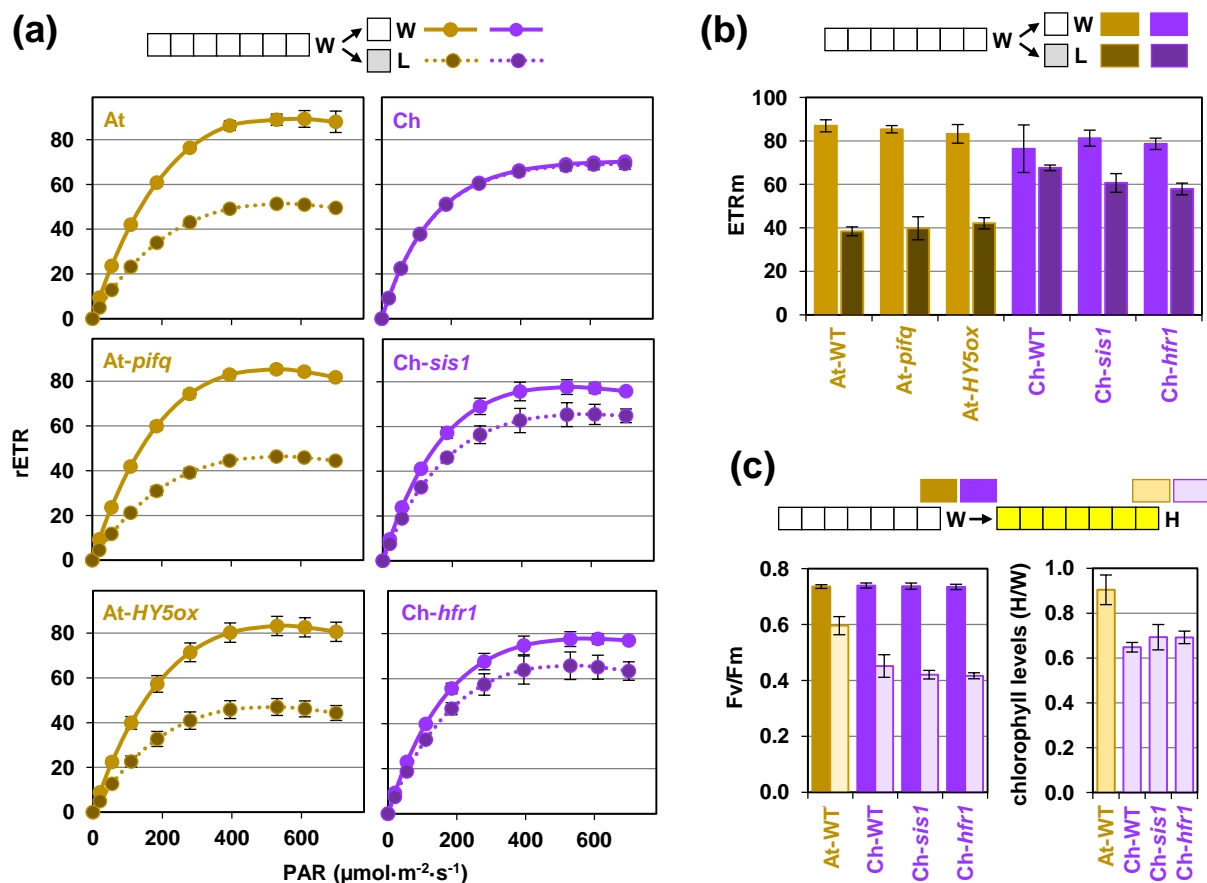 (a)
W
W
L
At
80
60
40
20
0
Ch
At-pifq
80
60
40
20
0
Ch-sis1
rETR
At-HY5ox
80
60
40
20
0
Ch-hfr1
0 200 400 600
0 200 400 600
PAR (µmol·m-2·s-1)
(b)
W
W
L
100
80
60
40
20
0
ETRm
At-WT
At-pifq
At-HY5ox
Ch-WT
Ch-sis1
Ch-hfr1
(c)
W
H
0.8
0.6
0.4
0.2
0.0
Fv/Fm
At-WT
Ch-WT
Ch-sis1
Ch-hfr1
1.0
0.8
0.6
0.4
0.2
0.0
chlorophyll levels (H/W)
At-WT
Ch-WT
Ch-sis1
Ch-hfr1